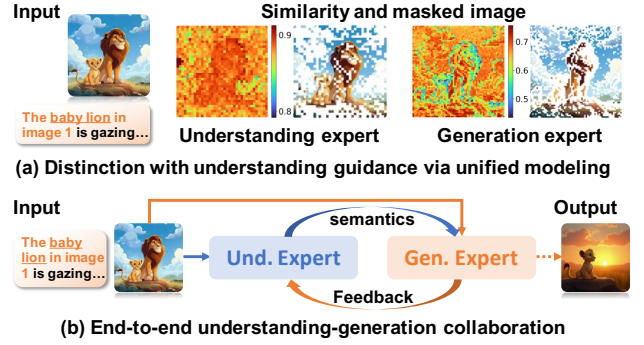 Input
Similarity and masked image
The baby lion in
image 1 is gazing…
0.9
0.8
0.7
0.6
0.5
Understanding expert
Generation expert
(a) Distinction with understanding guidance via unified modeling
Input
Output
The baby
lion in image
1 is gazing…
semantics
Und. Expert
Gen. Expert
Feedback
(b) End-to-end understanding-generation collaboration